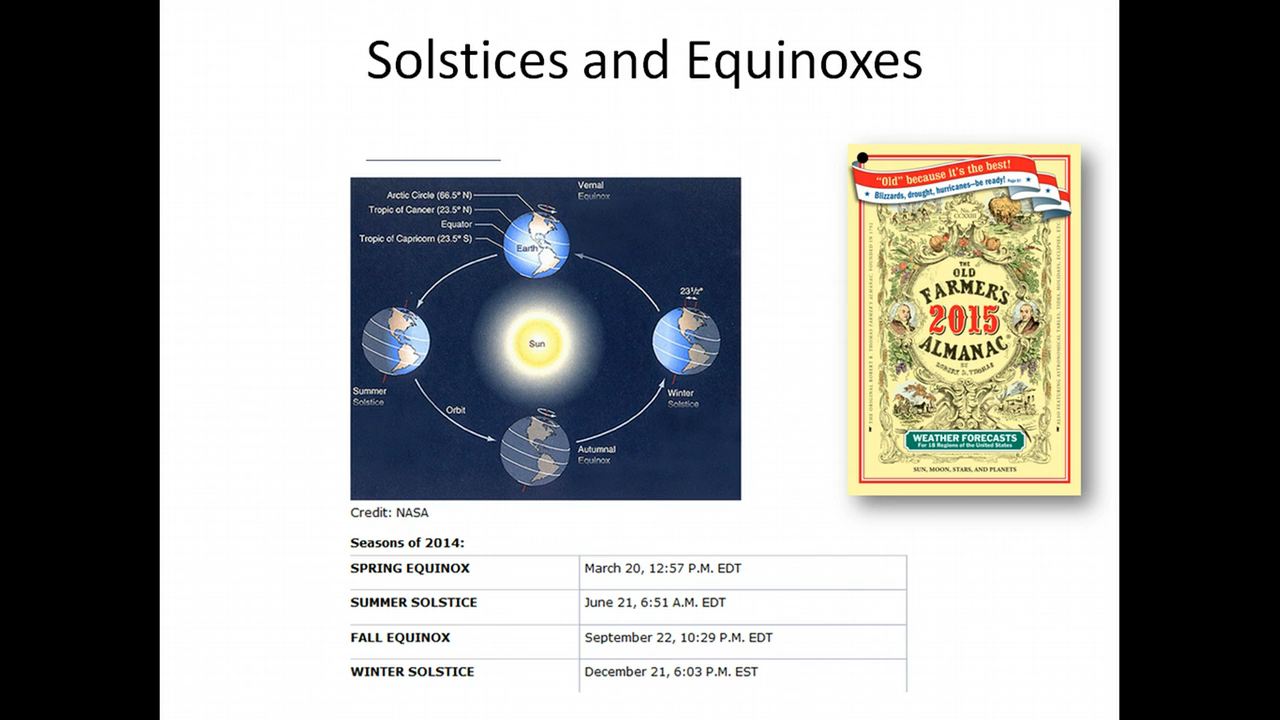 Solstices and Equinoxes
Arctic Circle (66.5° N)
Tropic of Cancer (23.5° N)
Equator
Tropic of Capricorn (23.5° S)
Earth
Vernal
Equinox
23½°
Sun
Summer
Solstice
Winter
Solstice
Orbit
Autumnal
Equinox
"Old" because it's the best!
Blizzards, drought, hurricanes—be ready!
No.
CCXXIII
THE
OLD
FARMER'S
2015
ALMANAC
BY
ROBERT B. THOMAS
WEATHER FORECASTS
For 18 Regions of the United States
SUN, MOON, STARS, AND PLANETS
Credit: NASA
Seasons of 2014:
SPRING EQUINOX March 20, 12:57 P.M. EDT
SUMMER SOLSTICE June 21, 6:51 A.M. EDT
FALL EQUINOX September 22, 10:29 P.M. EDT
WINTER SOLSTICE December 21, 6:03 P.M. EST